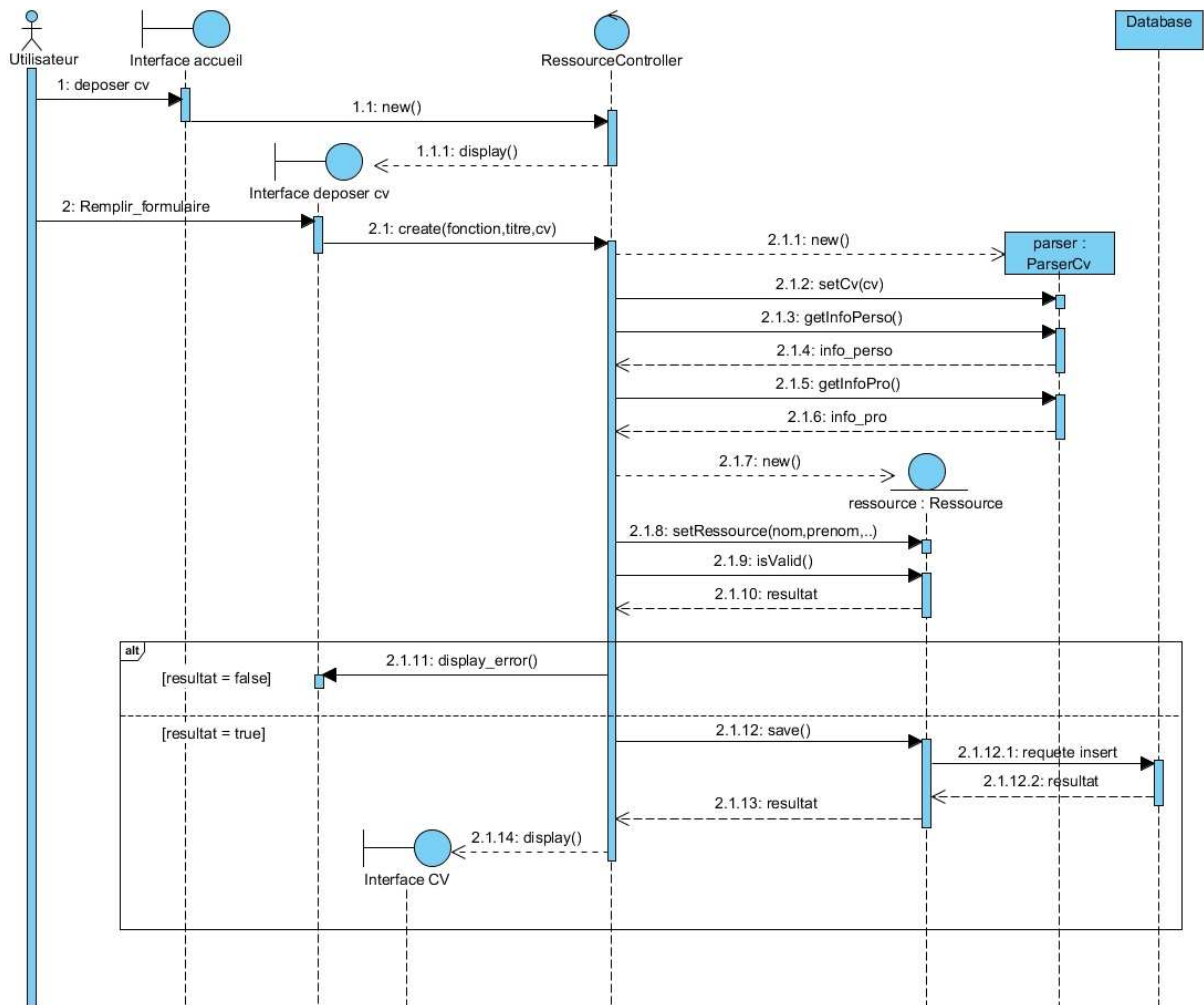 Database
Utilisateur
Interface accueil
RessourceController
1: deposer cv
1.1: new()
1.1.1: display()
Interface deposer cv
2: Remplir_formulaire
2.1: create(fonction,titre,cv)
2.1.1: new()
parser :
ParserCv
2.1.2: setCv(cv)
2.1.3: getInfoPerso()
2.1.4: info_perso
2.1.5: getInfoPro()
2.1.6: info_pro
2.1.7: new()
ressource : Ressource
2.1.8: setRessource(nom,prenom,..)
2.1.9: isValid()
2.1.10: resultat
alt
2.1.11: display_error()
[resultat = false]
[resultat = true]
2.1.12: save()
2.1.12.1: requête insert
2.1.12.2: resultat
2.1.13: resultat
2.1.14: display()
Interface CV